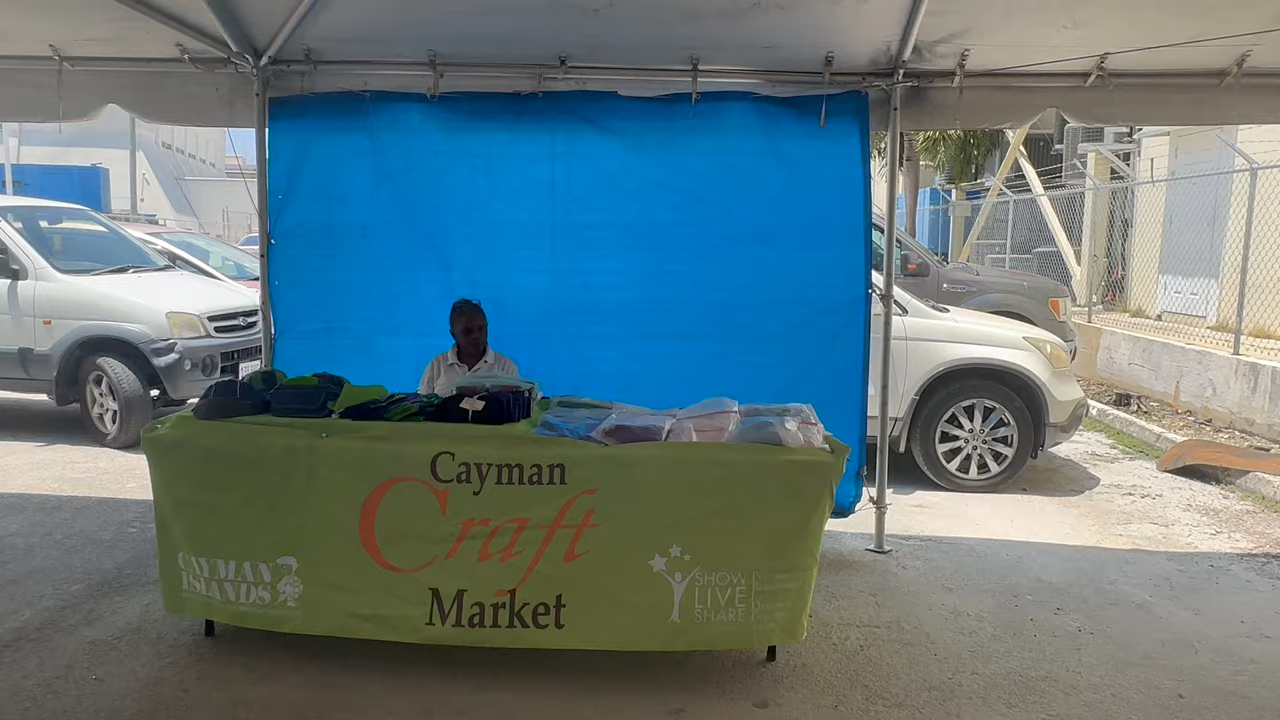 Cayman
Craft
Market
CAYMAN
ISLANDS
SHOW
LIVE
SHARE